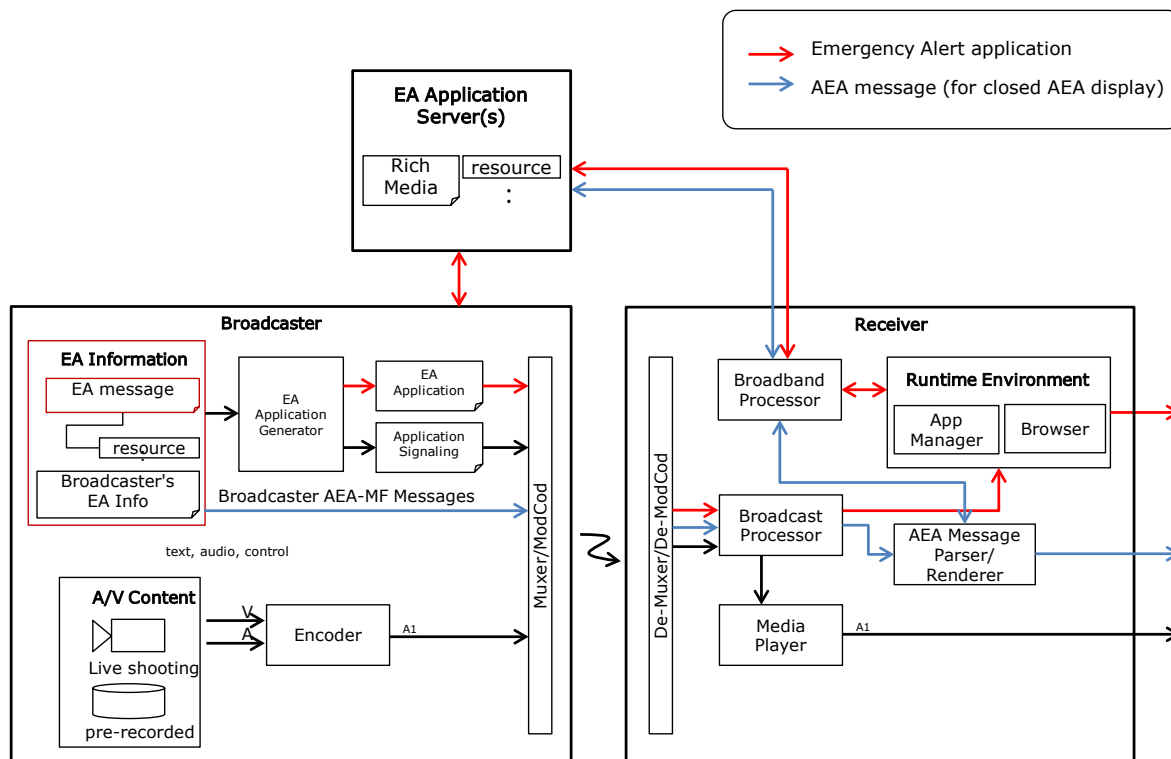 Emergency Alert application
AEA message (for closed AEA display)
EA Application
Server(s)
Rich
Media
resource
:
Broadcaster
EA Information
EA message
resource
:
Broadcaster's
EA Info
EA
Application
Generator
EA
Application
Application
Signaling
Broadcaster AEA-MF Messages
text, audio, control
A/V Content
Live shooting
pre-recorded
V
A
Encoder
A1
Muxer/ModCod
Receiver
De-Muxer/De-ModCod
Broadband
Processor
Runtime Environment
App
Manager
Browser
Broadcast
Processor
AEA Message
Parser/
Renderer
Media
Player
A1